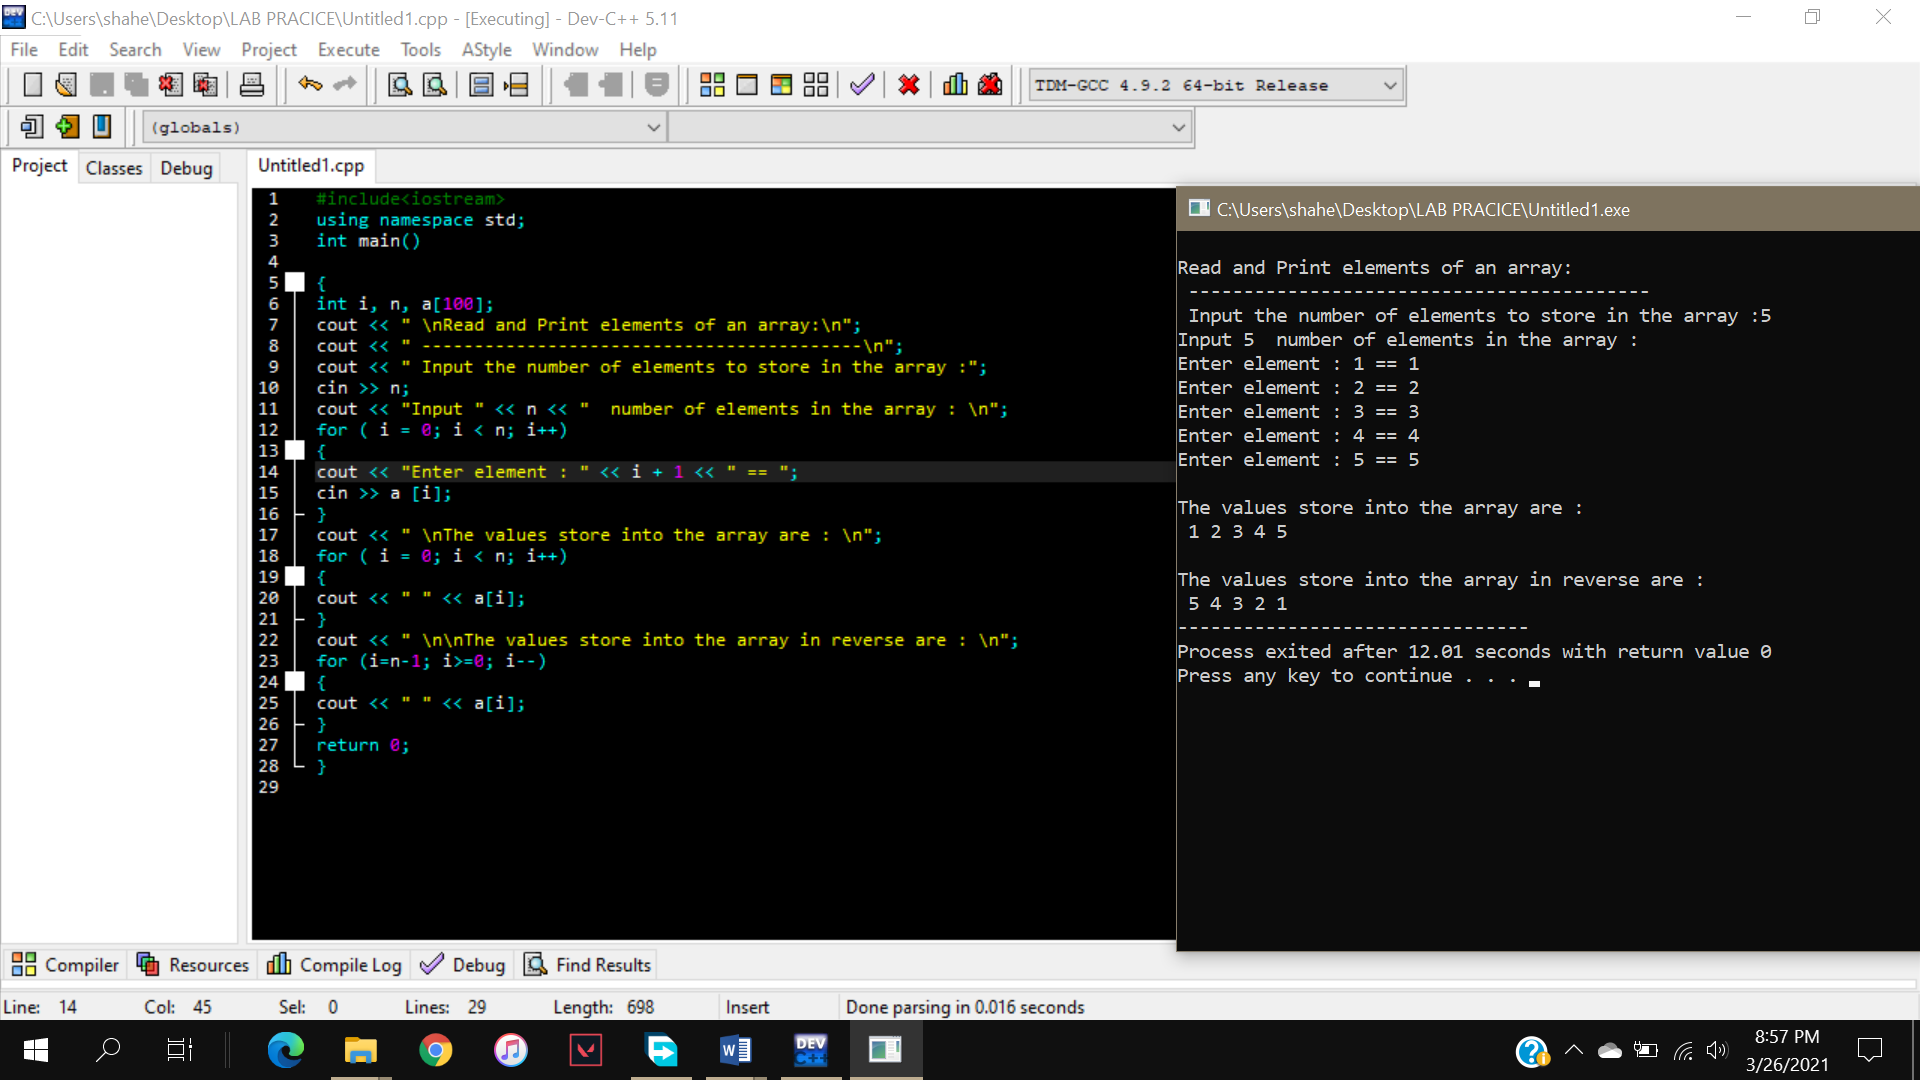 C:\Users\shahe\Desktop\LAB PRACICE\Untitled1.cpp - [Executing] - Dev-C++ 5.11
File Edit Search View Project Execute Tools AStyle Window Help
TDM-GCC 4.9.2 64-bit Release
(globals)
Project Classes Debug
Untitled1.cpp
1 #include<iostream>
2 using namespace std;
3 int main()
4
5 {
6 int i, n, a[100];
7 cout << " \nRead and Print elements of an array:\n";
8 cout << " ------------------------------------------\n";
9 cout << " Input the number of elements to store in the array :";
10 cin >> n;
11 cout << "Input " << n << "  number of elements in the array : \n";
12 for ( i = 0; i < n; i++)
13 {
14 cout << "Enter element : " << i + 1 << " == ";
15 cin >> a [i];
16 }
17 cout << " \nThe values store into the array are : \n";
18 for ( i = 0; i < n; i++)
19 {
20 cout << " " << a[i];
21 }
22 cout << " \n\nThe values store into the array in reverse are : \n";
23 for (i=n-1; i>=0; i--)
24 {
25 cout << " " << a[i];
26 }
27 return 0;
28 }
29
C:\Users\shahe\Desktop\LAB PRACICE\Untitled1.exe
Read and Print elements of an array:
 ------------------------------------------
 Input the number of elements to store in the array :5
Input 5  number of elements in the array :
Enter element : 1 == 1
Enter element : 2 == 2
Enter element : 3 == 3
Enter element : 4 == 4
Enter element : 5 == 5
The values store into the array are :
 1 2 3 4 5
The values store into the array in reverse are :
 5 4 3 2 1
--------------------------------
Process exited after 12.01 seconds with return value 0
Press any key to continue . . .
Compiler Resources Compile Log Debug Find Results
Line: 14 Col: 45 Sel: 0 Lines: 29 Length: 698 Insert Done parsing in 0.016 seconds
DEV C++
8:57 PM
3/26/2021